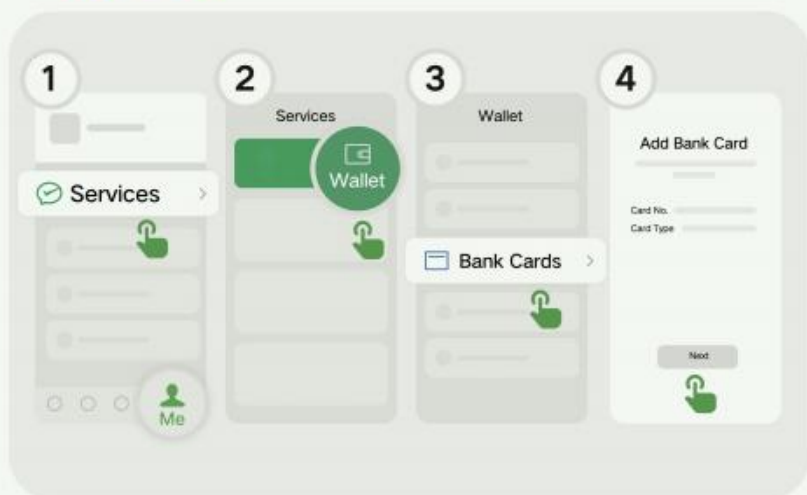 1
Services
Me
2
Services
Wallet
3
Wallet
Bank Cards
4
Add Bank Card
Card No.
Card Type
Next